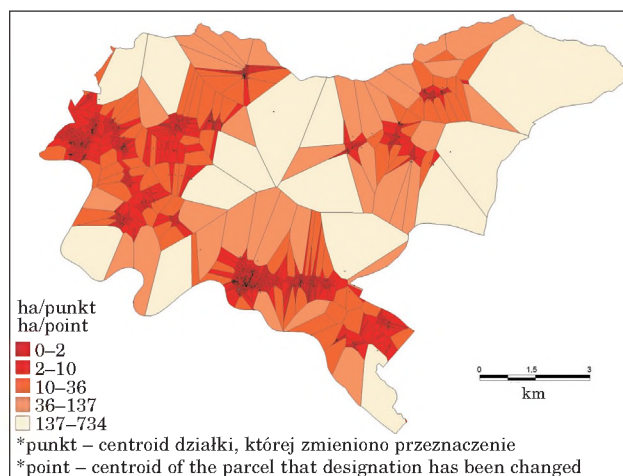 ha/punkt
ha/point
0–2
2–10
10–36
36–137
137–734
0 1,5 3
km
*punkt – centroid działki, której zmieniono przeznaczenie
*point – centroid of the parcel that designation has been changed